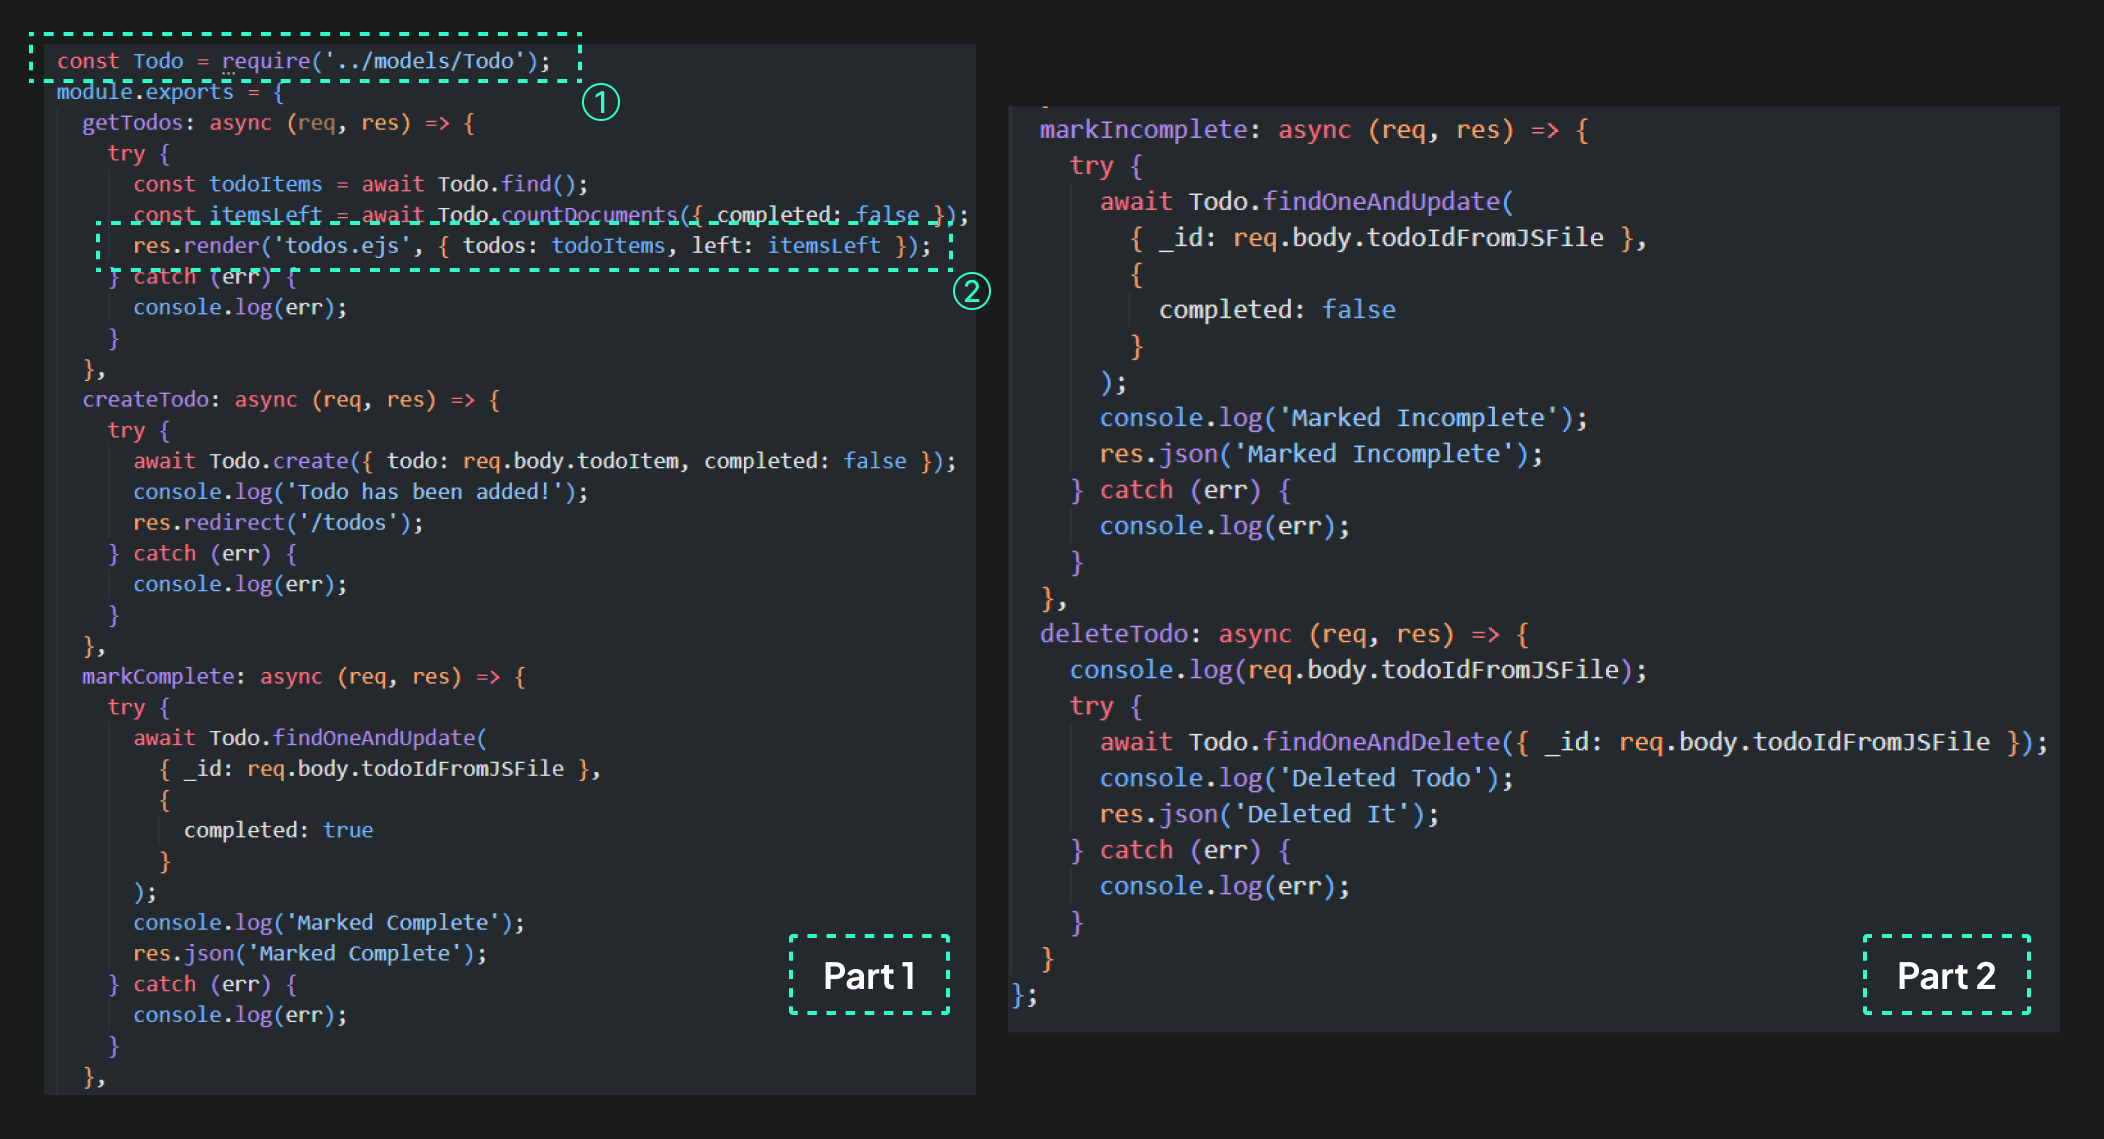 const Todo = require('../models/Todo');
①
module.exports = {
getTodos: async (req, res) => {
try {
const todoItems = await Todo.find();
const itemsLeft = await Todo.countDocuments({ completed: false });
res.render('todos.ejs', { todos: todoItems, left: itemsLeft });
②
} catch (err) {
console.log(err);
}
},
createTodo: async (req, res) => {
try {
await Todo.create({ todo: req.body.todoItem, completed: false });
console.log('Todo has been added!');
res.redirect('/todos');
} catch (err) {
console.log(err);
}
},
markComplete: async (req, res) => {
try {
await Todo.findOneAndUpdate(
{ _id: req.body.todoIdFromJSFile },
{
completed: true
}
);
console.log('Marked Complete');
res.json('Marked Complete');
} catch (err) {
console.log(err);
}
},
Part 1
markIncomplete: async (req, res) => {
try {
await Todo.findOneAndUpdate(
{ _id: req.body.todoIdFromJSFile },
{
completed: false
}
);
console.log('Marked Incomplete');
res.json('Marked Incomplete');
} catch (err) {
console.log(err);
}
},
deleteTodo: async (req, res) => {
console.log(req.body.todoIdFromJSFile);
try {
await Todo.findOneAndDelete({ _id: req.body.todoIdFromJSFile });
console.log('Deleted Todo');
res.json('Deleted It');
} catch (err) {
console.log(err);
}
}
};
Part 2